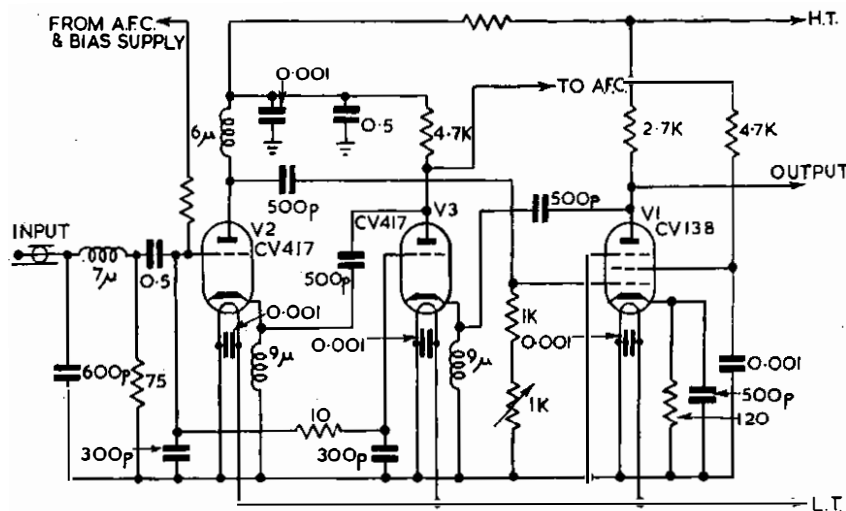 FROM A.F.C.
& BIAS SUPPLY
H.T.
0.001
TO A.F.C.
6μ
0.5
4.7K
2.7K
4.7K
OUTPUT
500p
500p
INPUT
V2
CV417
V3
CV417
V1
CV138
7μ
0.5
500p
0.001
1K
0.001
0.001
0.001
600p
75
9μ
9μ
500p
1K
120
10
300p
300p
L.T.